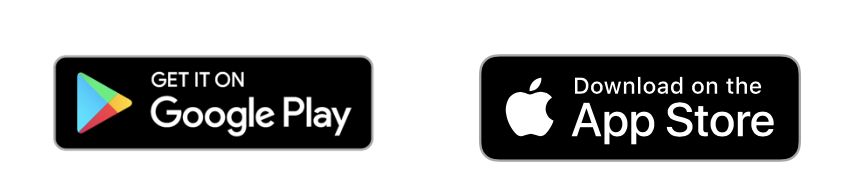 GET IT ON
Google Play
Download on the
App Store